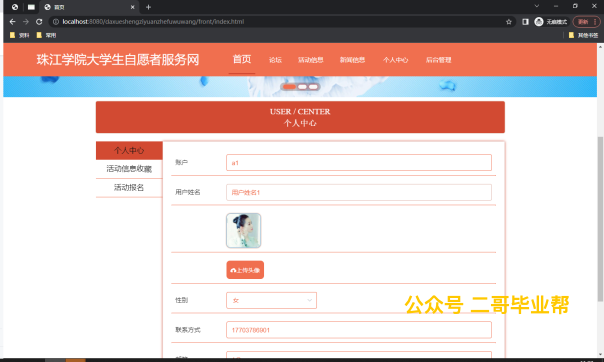 首页
localhost:8080/daxueshengzlyuanzhefuwuwang/front/index.html
无痕模式
更新
资料
常用
其他书签
珠江学院大学生自愿者服务网
首页
论坛
活动信息
新闻信息
个人中心
后台管理
USER / CENTER
个人中心
个人中心
活动信息收藏
活动报名
账户
a1
用户姓名
用户姓名1
上传头像
性别
女
公众号 二哥毕业帮
联系方式
17703786901